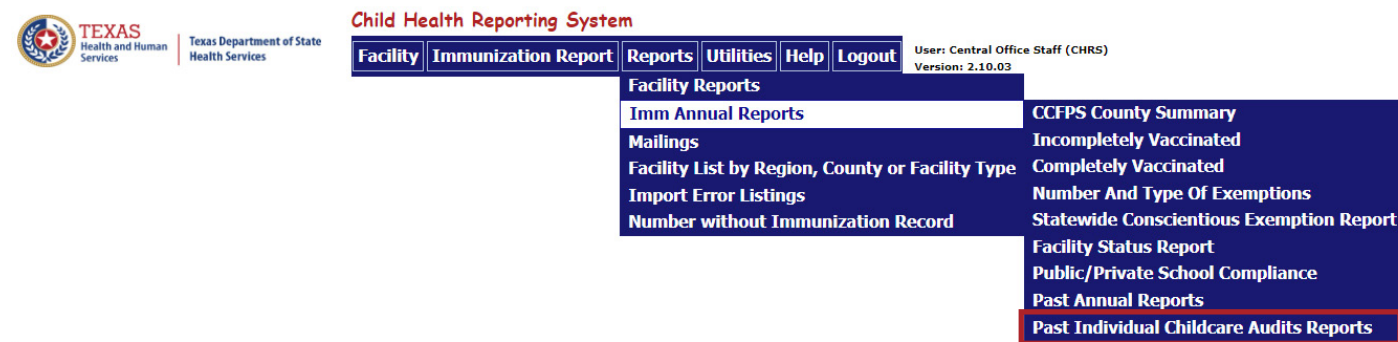 TEXAS
Health and Human
Services
Texas Department of State
Health Services
Child Health Reporting System
Facility Immunization Report Reports Utilities Help Logout
User: Central Office Staff (CHRS)
Version: 2.10.03
Facility Reports
Imm Annual Reports
Mailings
Facility List by Region, County or Facility Type
Import Error Listings
Number without Immunization Record
CCFPS County Summary
Incompletely Vaccinated
Completely Vaccinated
Number And Type Of Exemptions
Statewide Conscientious Exemption Report
Facility Status Report
Public/Private School Compliance
Past Annual Reports
Past Individual Childcare Audits Reports